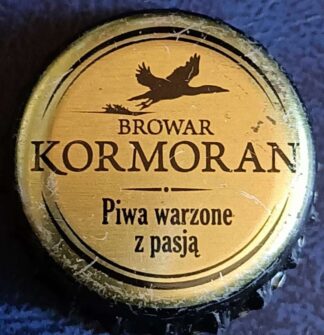 BROWAR
KORMORAN
Piwa warzone
z pasją